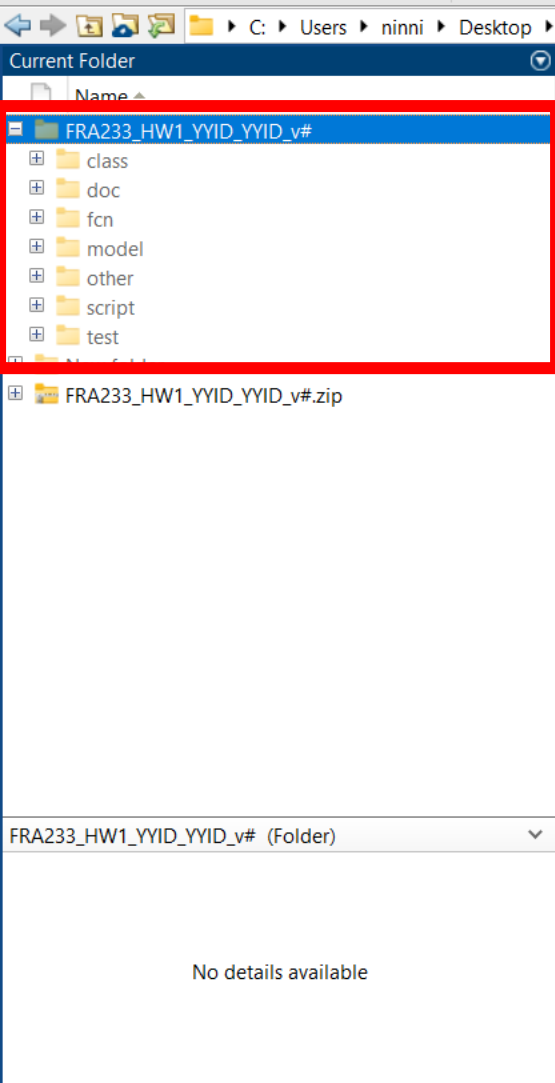 C: Users ninni Desktop
Current Folder
Name
FRA233_HW1_YYID_YYID_v#
class
doc
fcn
model
other
script
test
FRA233_HW1_YYID_YYID_v#.zip
FRA233_HW1_YYID_YYID_v# (Folder)
No details available